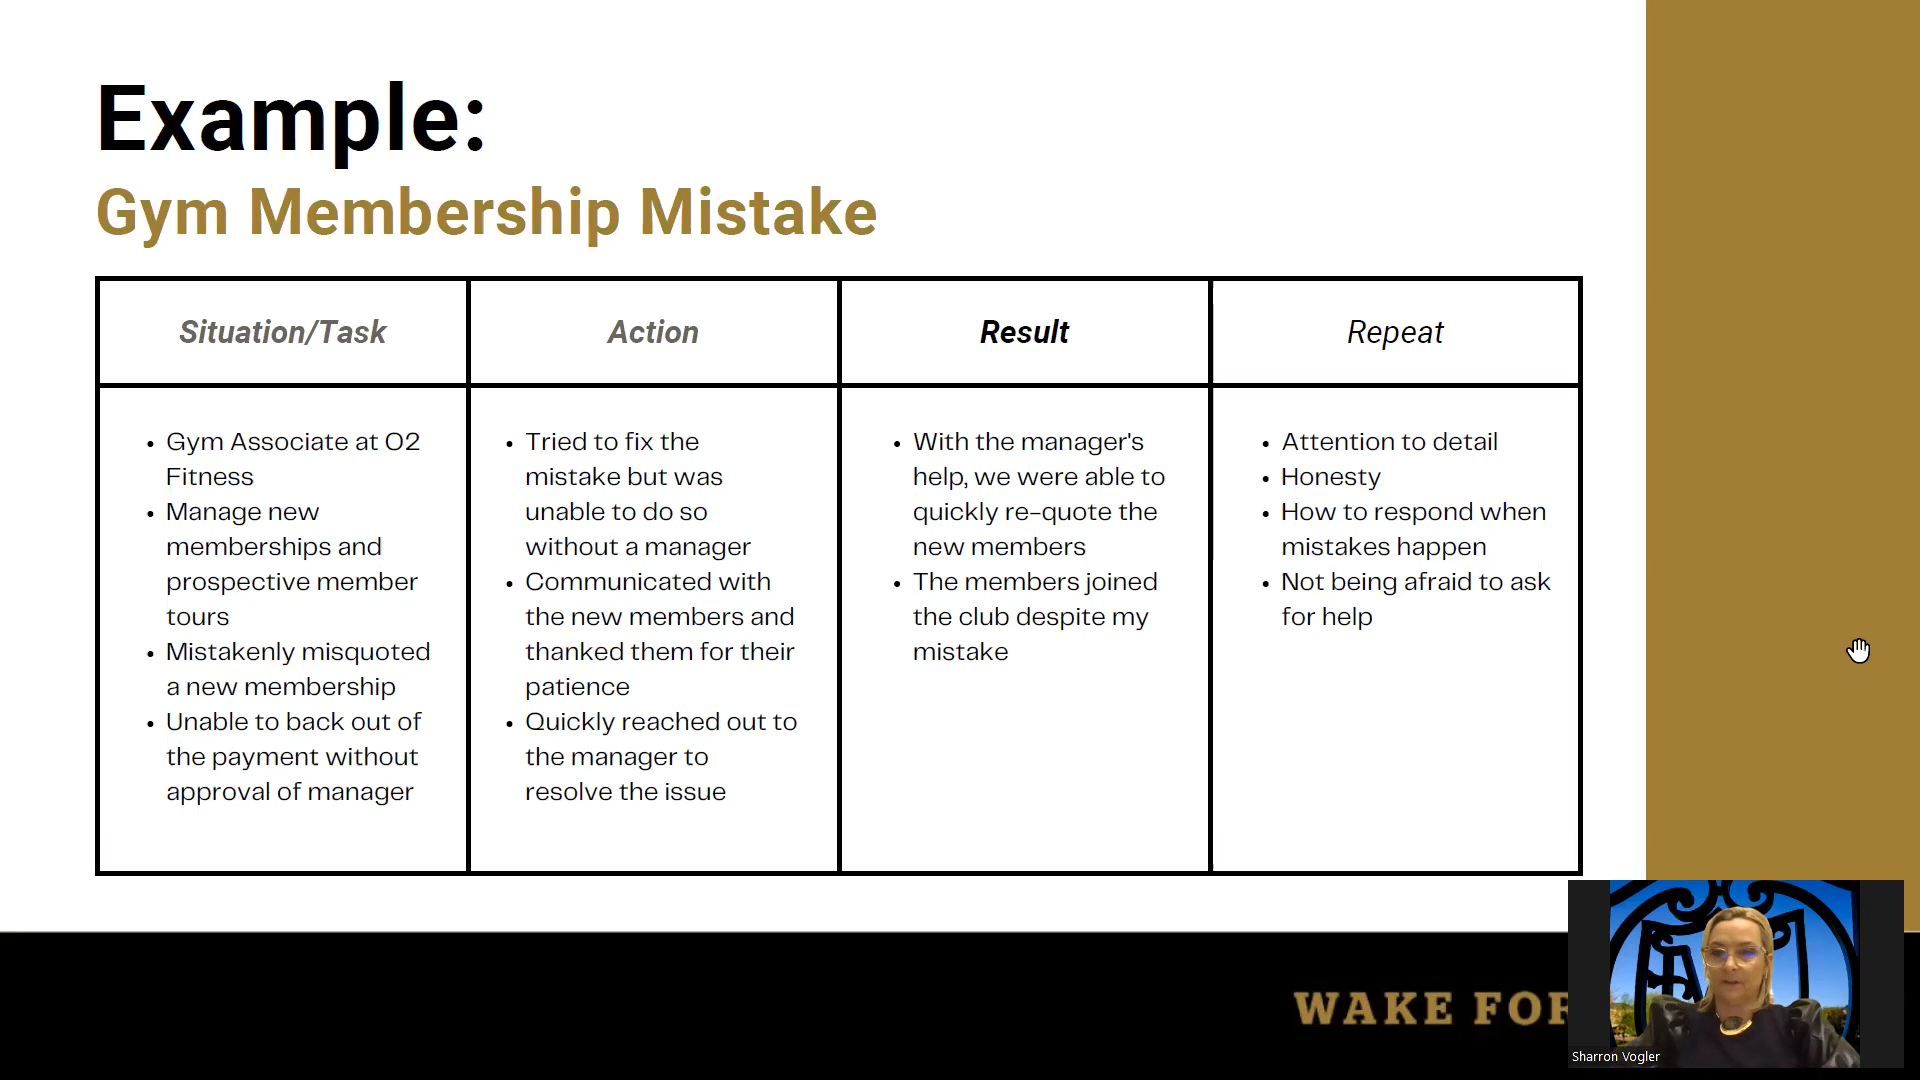 Example:
Gym Membership Mistake
Situation/Task
Action
Result
Repeat
• Gym Associate at O2
Fitness
• Manage new
memberships and
prospective member
tours
• Mistakenly misquoted
a new membership
• Unable to back out of
the payment without
approval of manager
• Tried to fix the
mistake but was
unable to do so
without a manager
• Communicated with
the new members and
thanked them for their
patience
• Quickly reached out to
the manager to
resolve the issue
• With the manager's
help, we were able to
quickly re-quote the
new members
• The members joined
the club despite my
mistake
• Attention to detail
• Honesty
• How to respond when
mistakes happen
• Not being afraid to ask
for help
WAKE FOR
Sharron Vogler